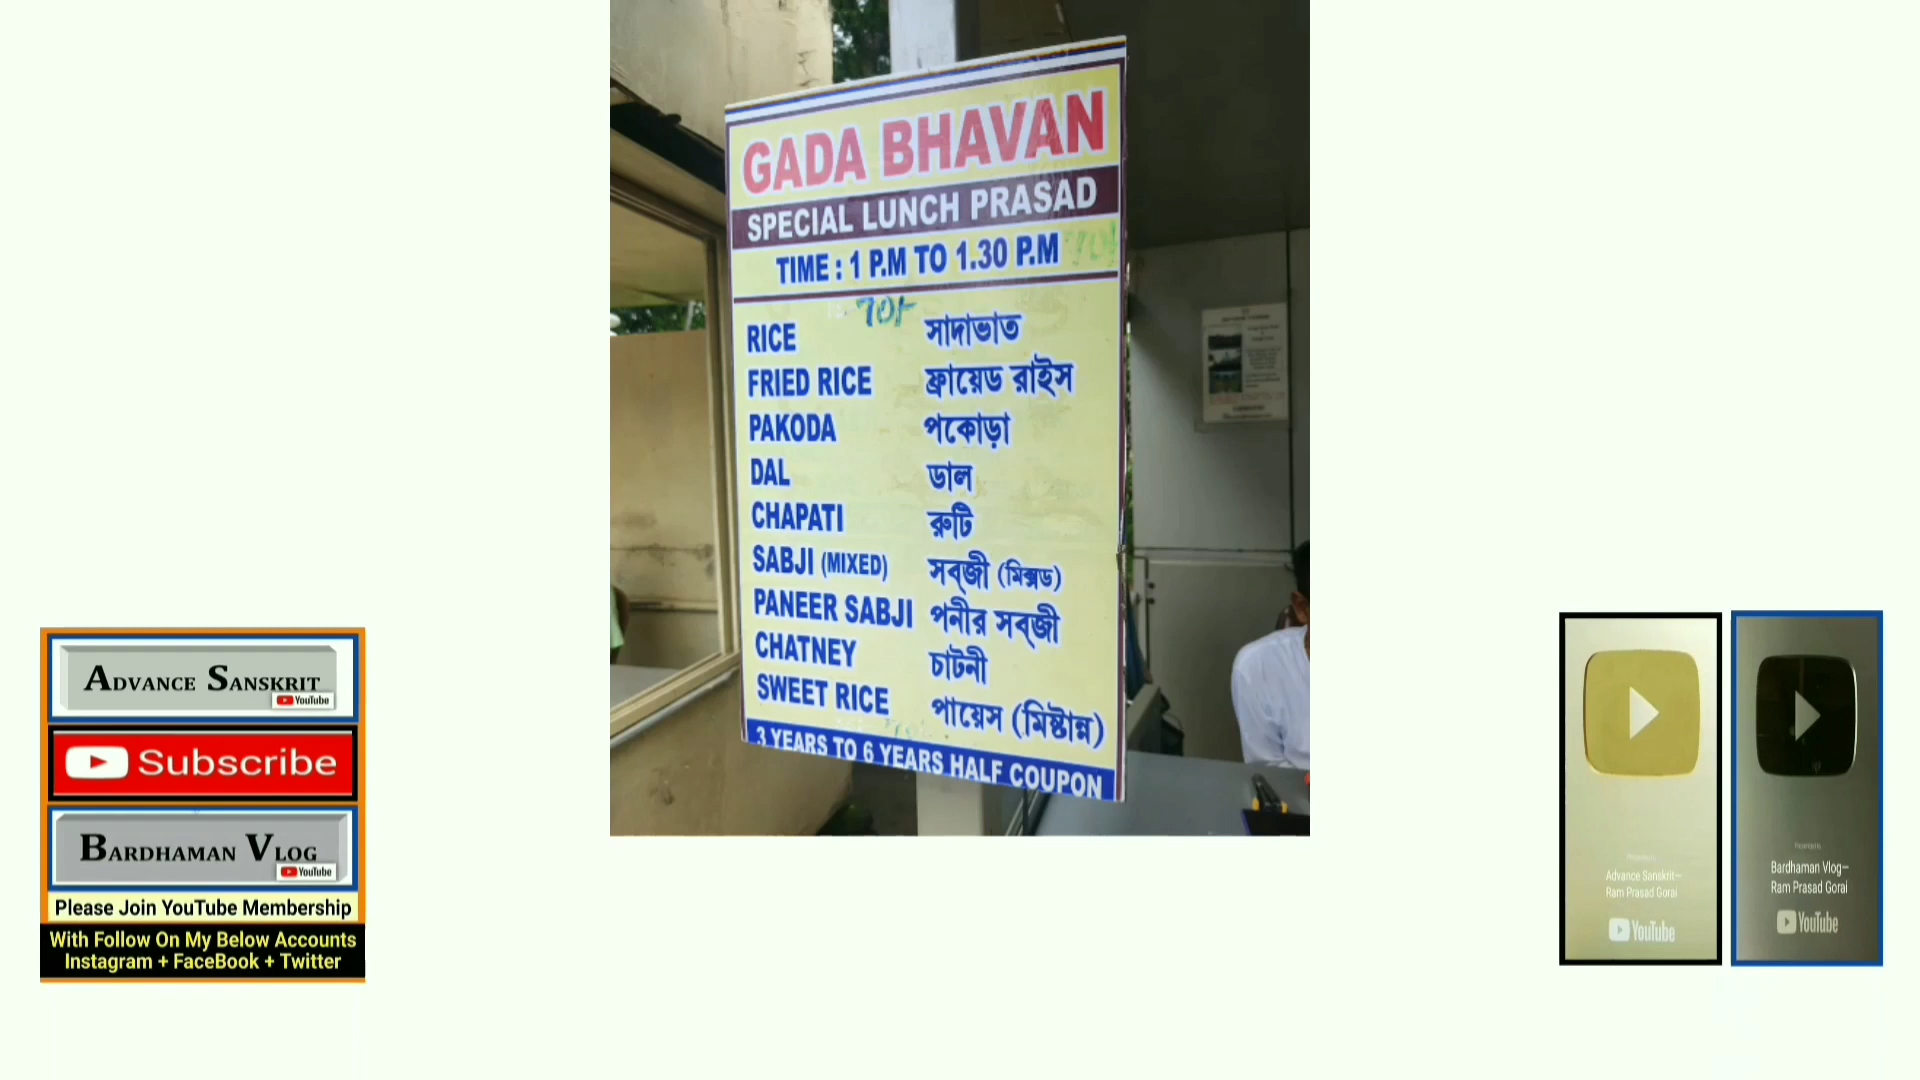 GADA BHAVAN
SPECIAL LUNCH PRASAD
TIME : 1 P.M TO 1.30 P.M
70/-
RICE সাদাভাত
FRIED RICE ফ্রায়েড রাইস
PAKODA পকোড়া
DAL ডাল
CHAPATI রুটি
SABJI (MIXED) সব্জী (মিক্সড)
PANEER SABJI পনীর সব্জী
CHATNEY চাটনী
SWEET RICE পায়েস (মিষ্টান্ন)
3 YEARS TO 6 YEARS HALF COUPON
ADVANCE SANSKRIT
YouTube
Subscribe
BARDHAMAN VLOG
YouTube
Please Join YouTube Membership
With Follow On My Below Accounts
Instagram + FaceBook + Twitter
Advance Sanskrit—
Ram Prasad Gorai
YouTube
Bardhaman Vlog—
Ram Prasad Gorai
YouTube